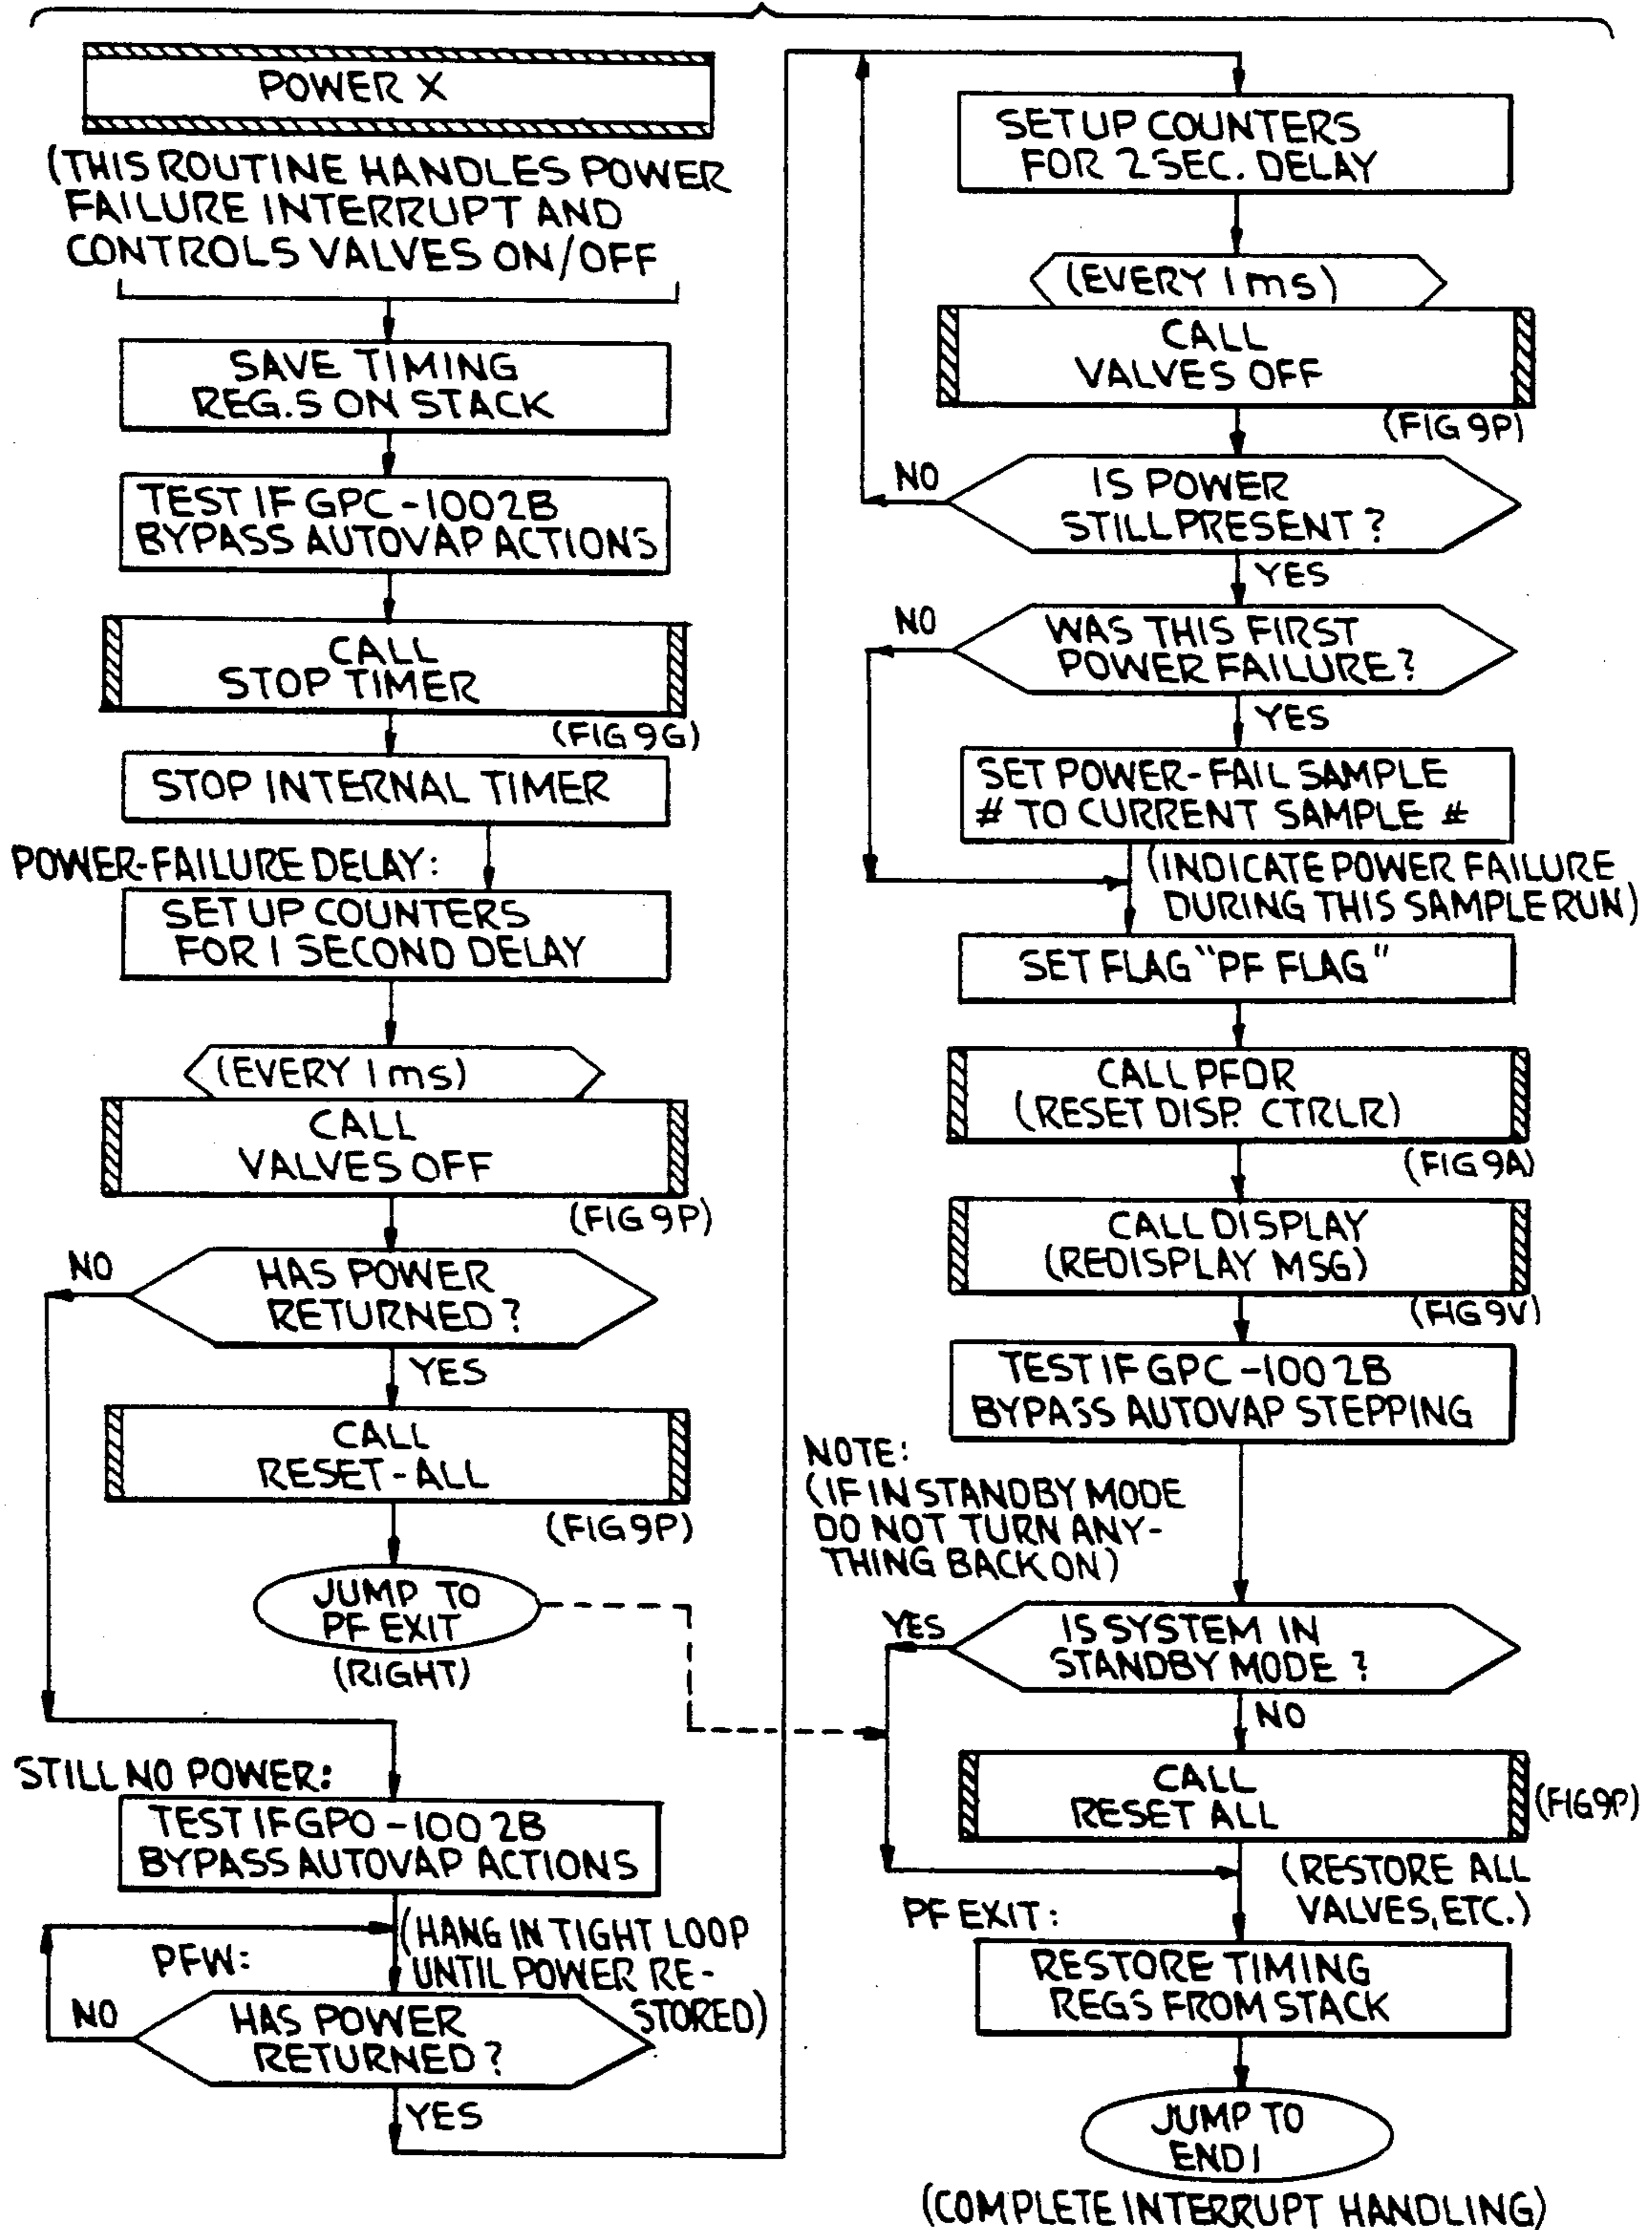 POWER X
(THIS ROUTINE HANDLES POWER
FAILURE INTERRUPT AND
CONTROLS VALVES ON/OFF
SAVE TIMING
REG.S ON STACK
TEST IF GPC-1002B
BYPASS AUTOVAP ACTIONS
CALL
STOP TIMER
(FIG 9G)
STOP INTERNAL TIMER
POWER-FAILURE DELAY:
SET UP COUNTERS
FOR 1 SECOND DELAY
(EVERY 1ms)
CALL
VALVES OFF
(FIG 9P)
HAS POWER
RETURNED?
NO
YES
CALL
RESET-ALL
(FIG 9P)
JUMP TO
PF EXIT
(RIGHT)
STILL NO POWER:
TEST IF GPO-1002B
BYPASS AUTOVAP ACTIONS
(HANG IN TIGHT LOOP
UNTIL POWER RE-
STORED)
PFW:
NO
HAS POWER
RETURNED?
YES
SET UP COUNTERS
FOR 2 SEC. DELAY
(EVERY 1ms)
CALL
VALVES OFF
(FIG 9P)
NO
IS POWER
STILL PRESENT?
YES
NO
WAS THIS FIRST
POWER FAILURE?
YES
SET POWER-FAIL SAMPLE
# TO CURRENT SAMPLE #
(INDICATE POWER FAILURE
DURING THIS SAMPLE RUN)
SET FLAG "PF FLAG"
CALL PFDR
(RESET DISP. CTRLR)
(FIG 9A)
CALL DISPLAY
(REDISPLAY MSG)
(FIG 9V)
TEST IF GPC-1002B
BYPASS AUTOVAP STEPPING
NOTE:
(IF IN STANDBY MODE
DO NOT TURN ANY-
THING BACK ON)
YES
IS SYSTEM IN
STANDBY MODE?
NO
CALL
RESET ALL
(FIG 9P)
(RESTORE ALL
VALVES, ETC.)
PF EXIT:
RESTORE TIMING
REGS FROM STACK
JUMP TO
END1
(COMPLETE INTERRUPT HANDLING)